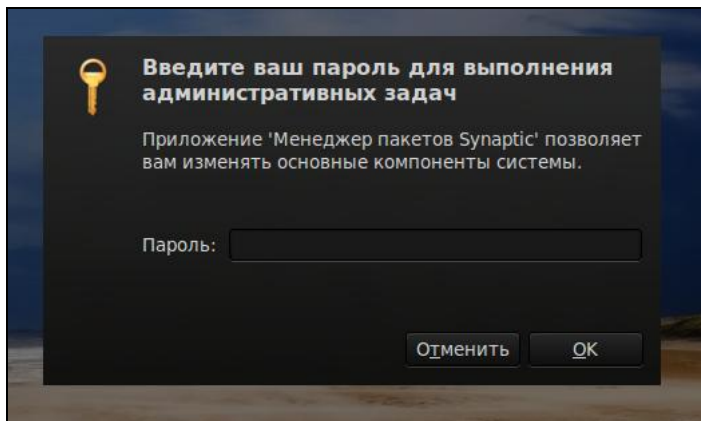 Введите ваш пароль для выполнения
административных задач
Приложение 'Менеджер пакетов Synaptic' позволяет
вам изменять основные компоненты системы.
Пароль:
Отменить
OK